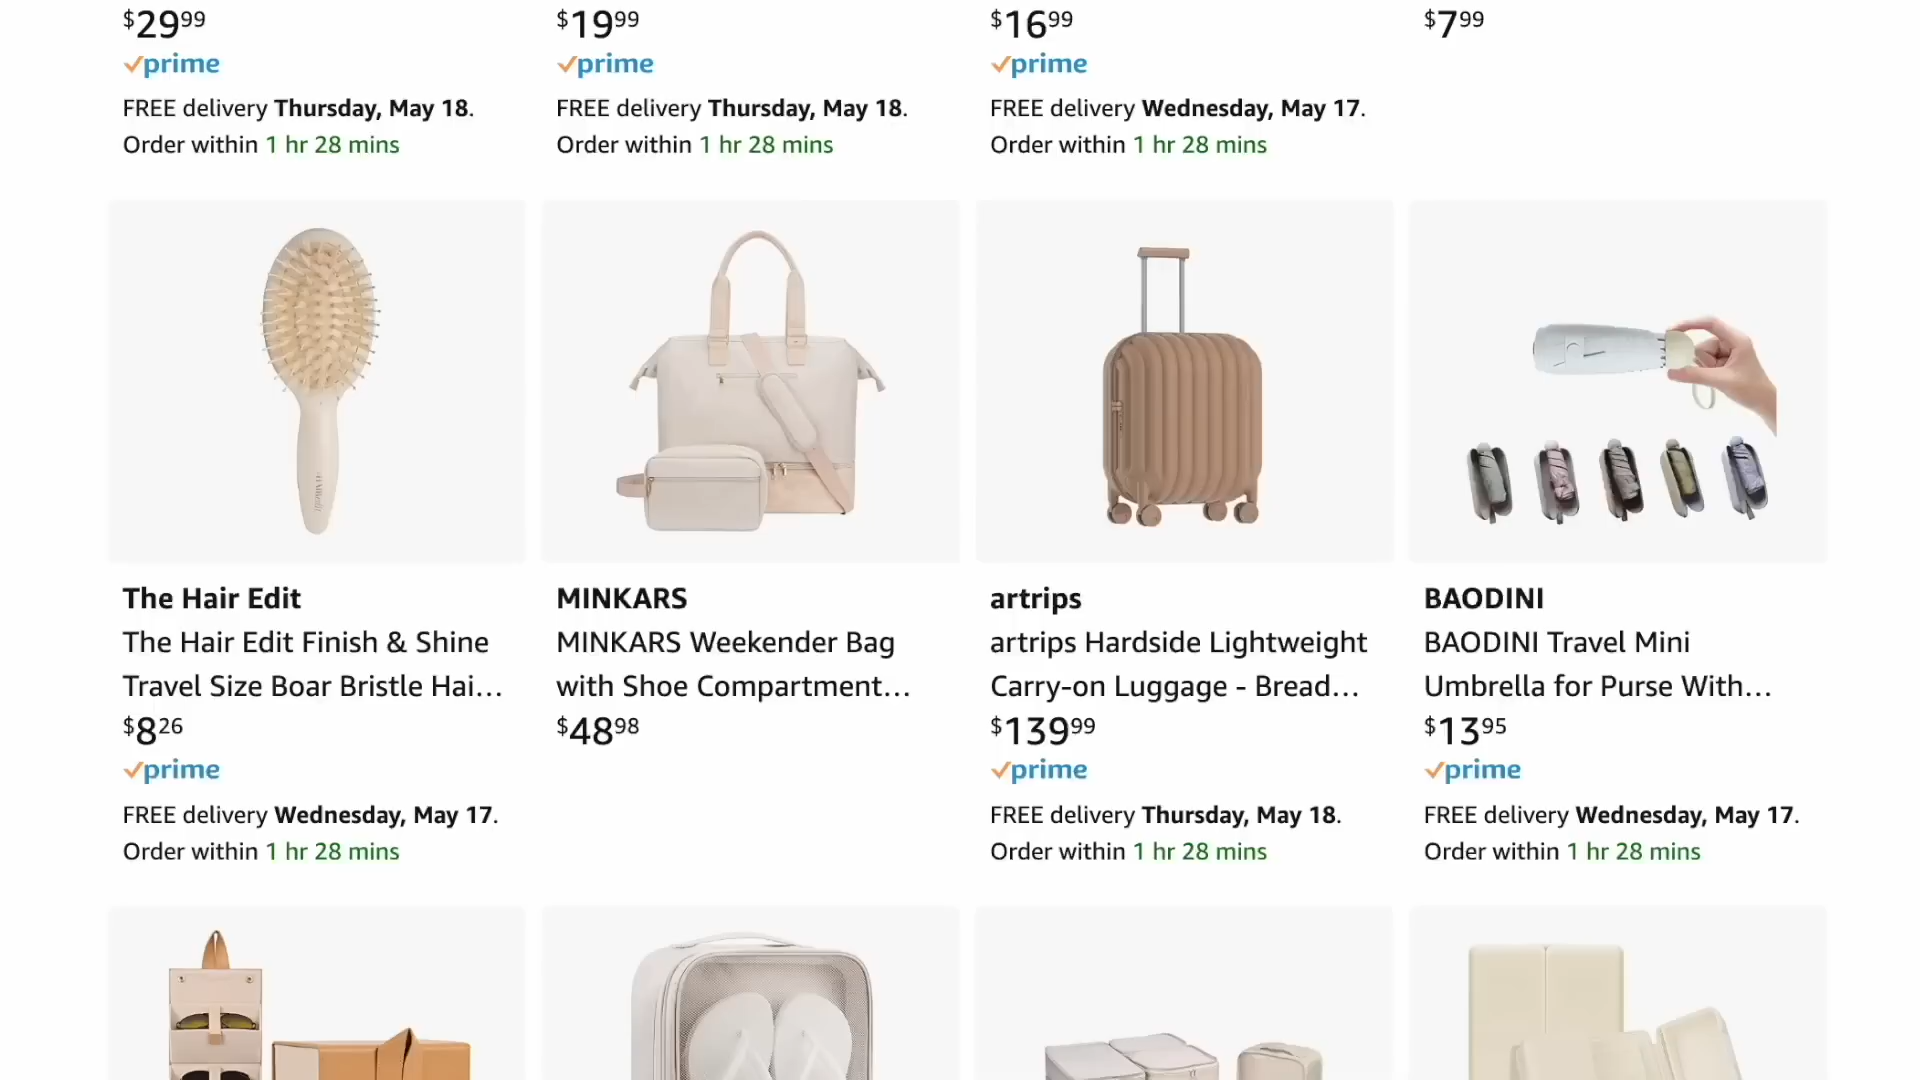 $29⁹⁹
$19⁹⁹
$16⁹⁹
$7⁹⁹
prime
prime
prime
FREE delivery Thursday, May 18.
FREE delivery Thursday, May 18.
FREE delivery Wednesday, May 17.
Order within 1 hr 28 mins
Order within 1 hr 28 mins
Order within 1 hr 28 mins
The Hair Edit
The Hair Edit Finish & Shine
Travel Size Boar Bristle Hai...
$8²⁶
prime
FREE delivery Wednesday, May 17.
Order within 1 hr 28 mins
MINKARS
MINKARS Weekender Bag
with Shoe Compartment...
$48⁹⁸
artrips
artrips Hardside Lightweight
Carry-on Luggage - Bread...
$139⁹⁹
prime
FREE delivery Thursday, May 18.
Order within 1 hr 28 mins
BAODINI
BAODINI Travel Mini
Umbrella for Purse With...
$13⁹⁵
prime
FREE delivery Wednesday, May 17.
Order within 1 hr 28 mins